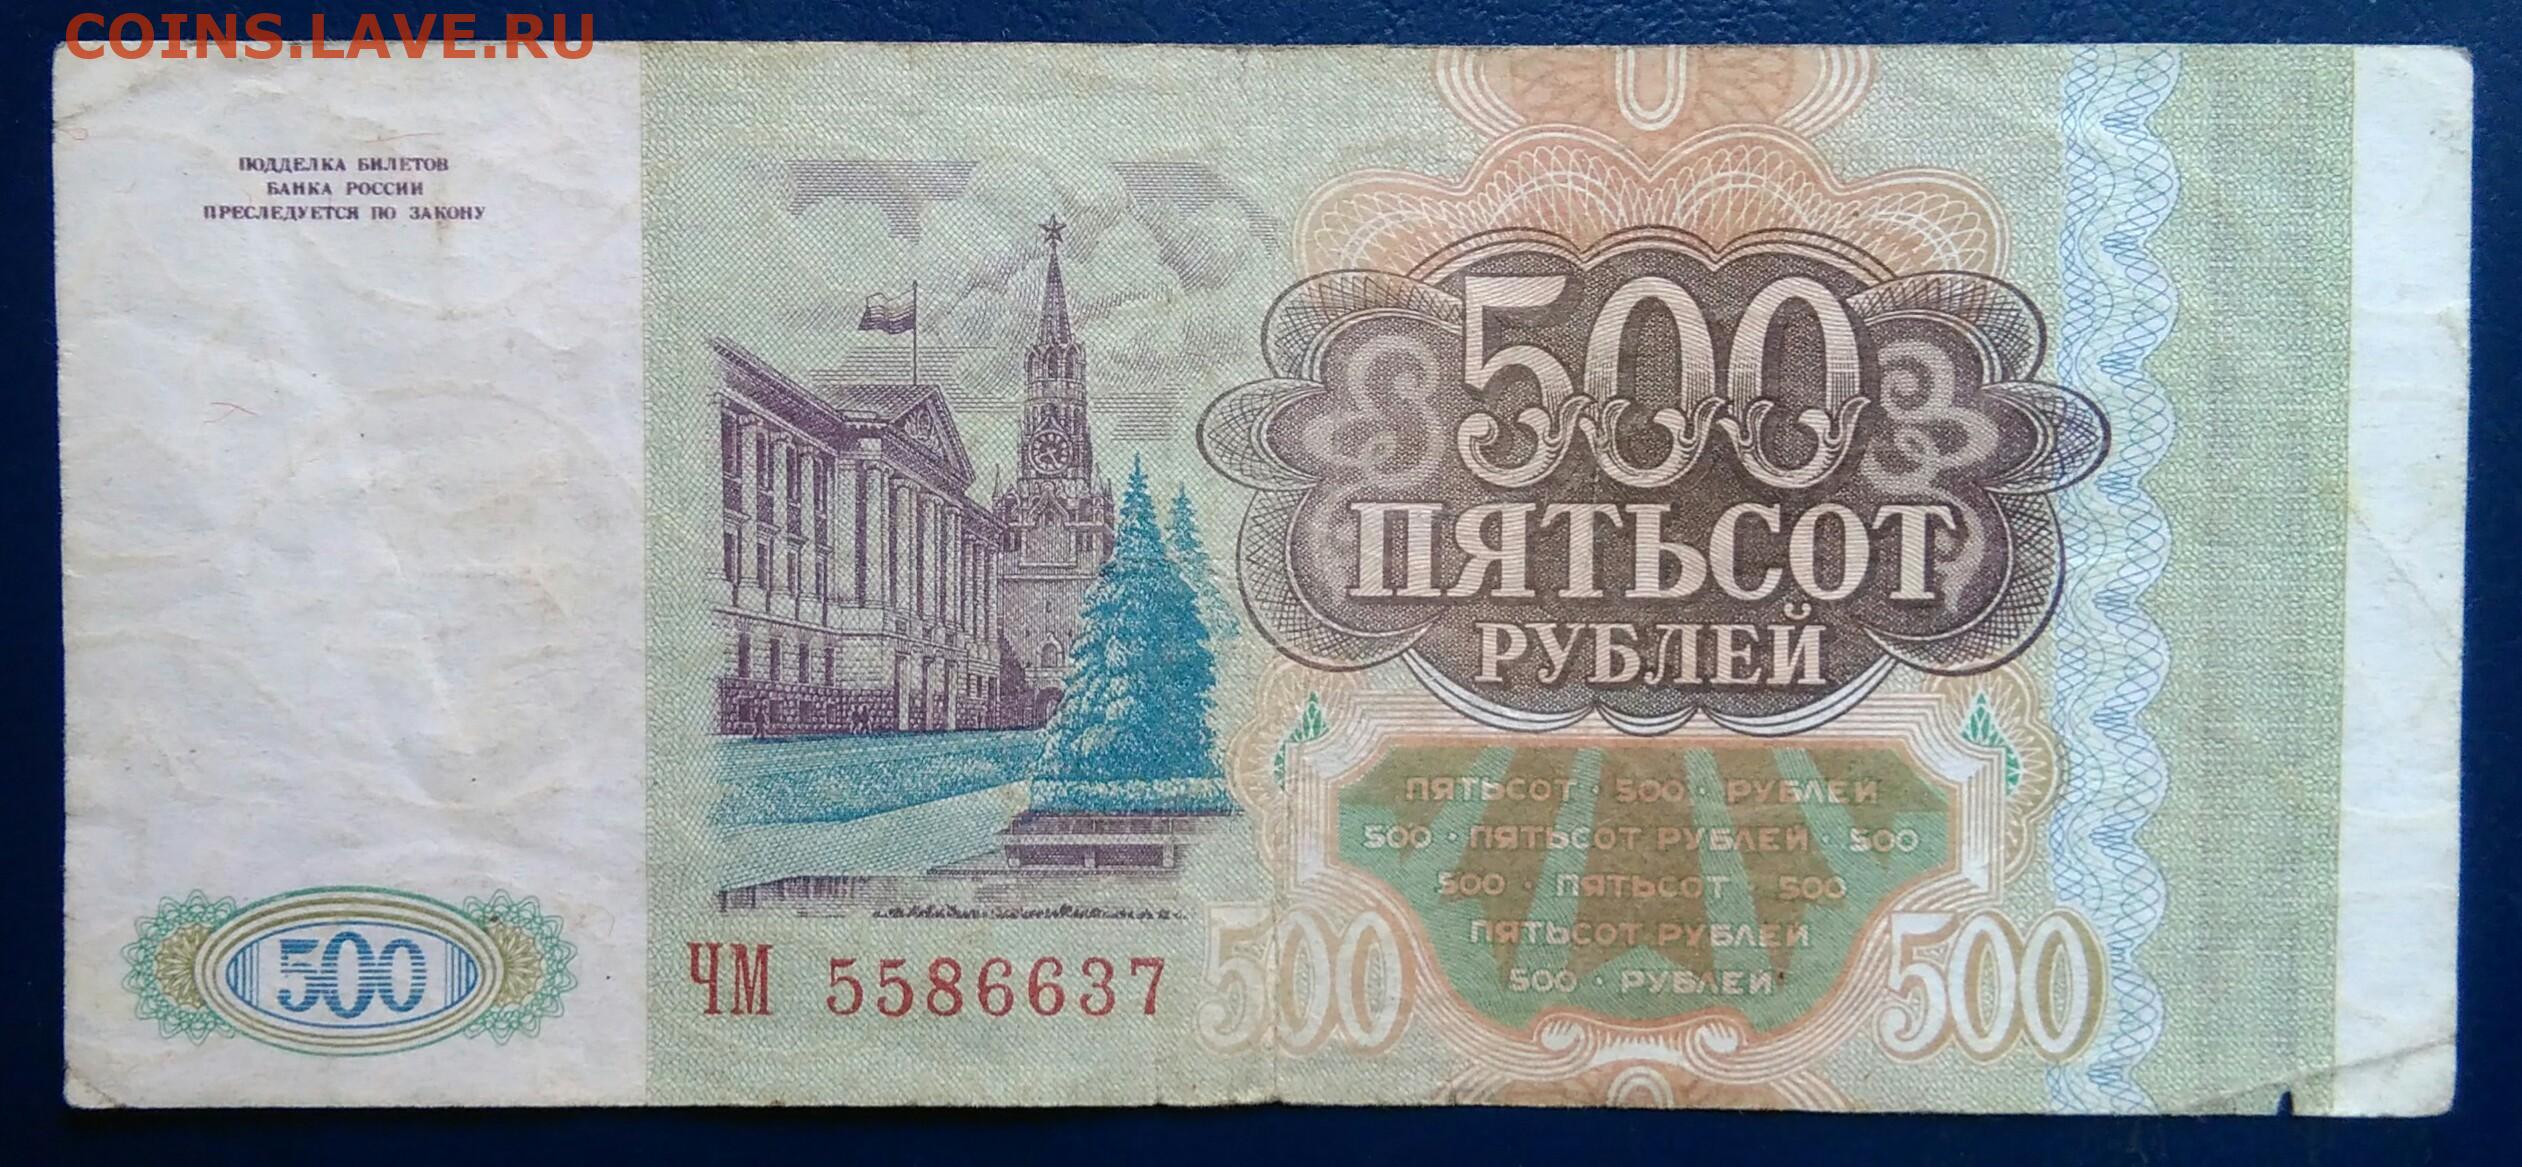 COINS.LAVE.RU
ПОДДЕЛКА БИЛЕТОВ
БАНКА РОССИИ
ПРЕСЛЕДУЕТСЯ ПО ЗАКОНУ
500
ПЯТЬСОТ
РУБЛЕЙ
ПЯТЬСОТ · 500 · РУБЛЕЙ
500 · ПЯТЬСОТ РУБЛЕЙ · 500
500 · ПЯТЬСОТ · 500
ПЯТЬСОТ · РУБЛЕЙ
500 · РУБЛЕЙ
500
ЧМ 5586637
500
500